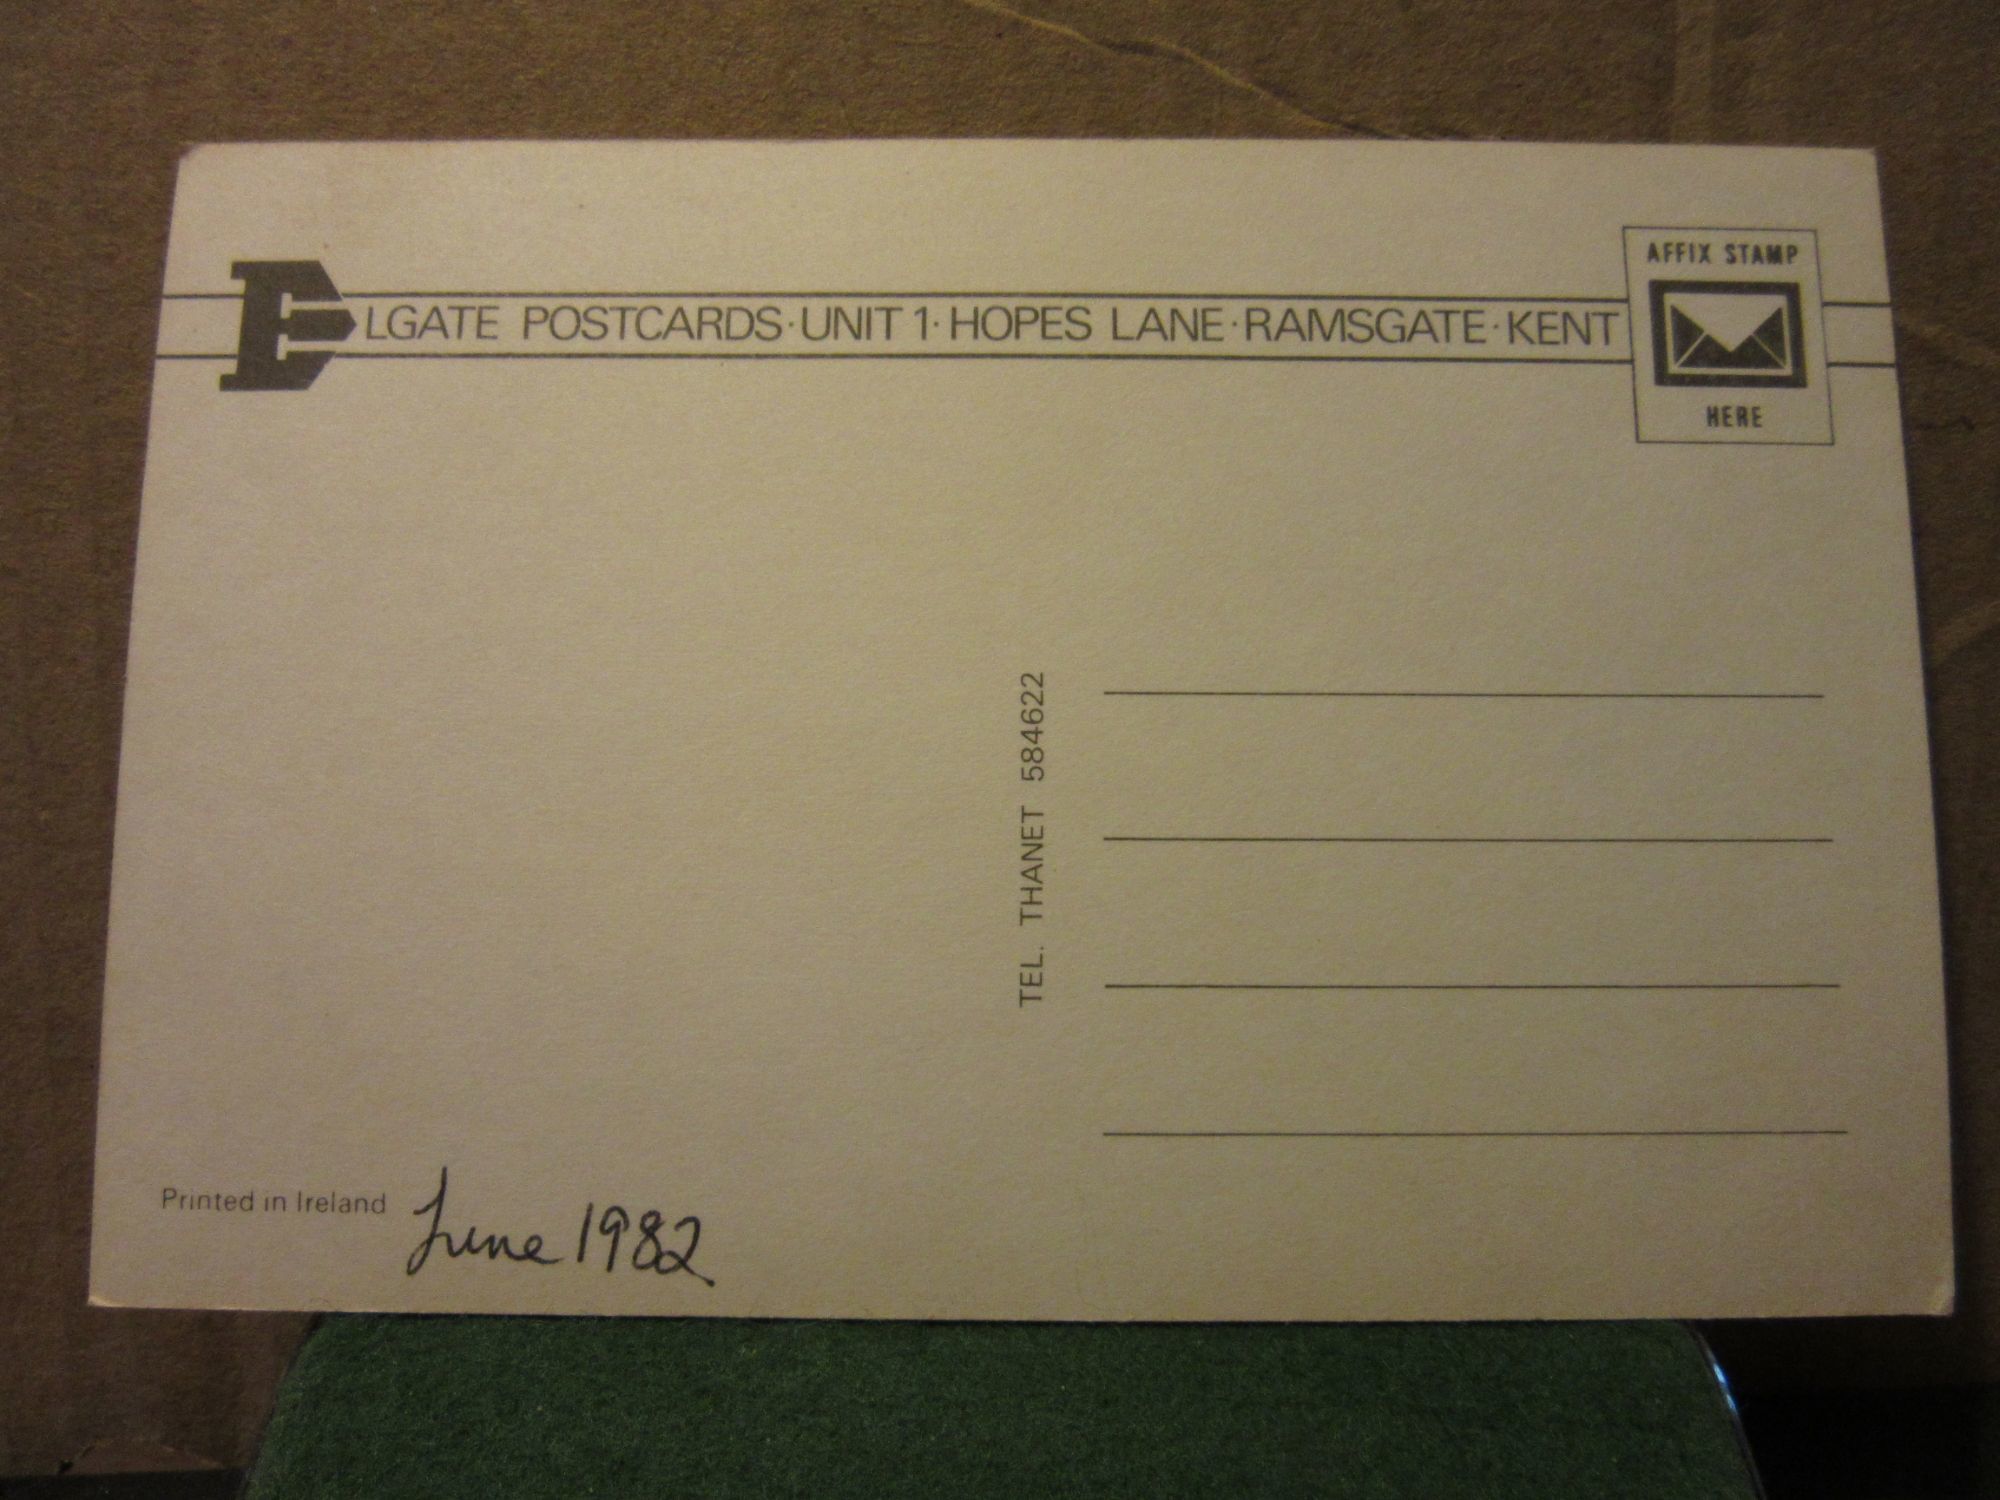 AFFIX STAMP
ELGATE POSTCARDS·UNIT 1·HOPES LANE·RAMSGATE·KENT
HERE
TEL. THANET 584622
Printed in Ireland
June 1982